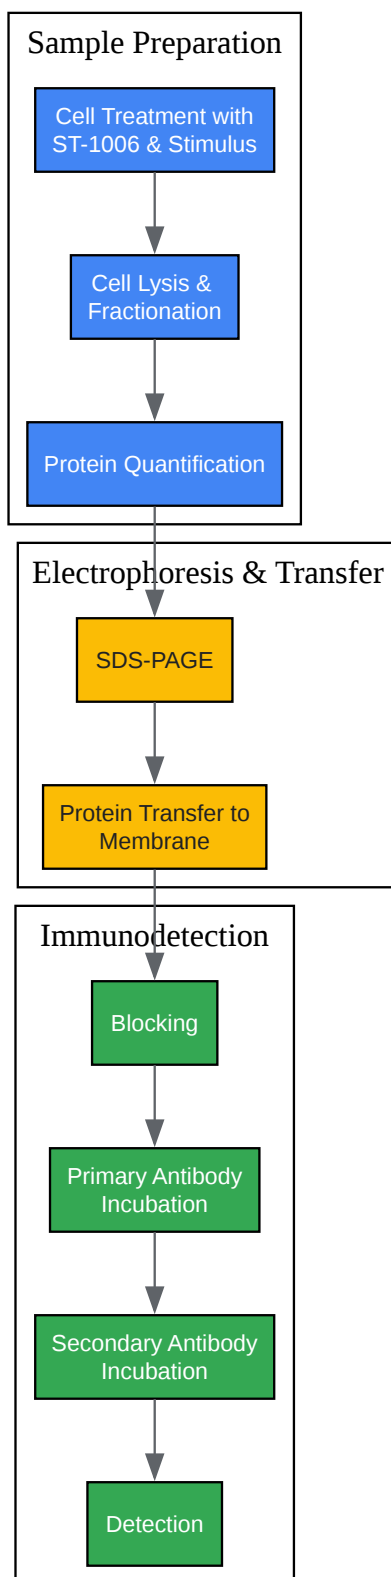 Sample Preparation
Cell Treatment with
ST-1006 & Stimulus
Cell Lysis &
Fractionation
Protein Quantification
Electrophoresis & Transfer
SDS-PAGE
Protein Transfer to
Membrane
Immunodetection
Blocking
Primary Antibody
Incubation
Secondary Antibody
Incubation
Detection